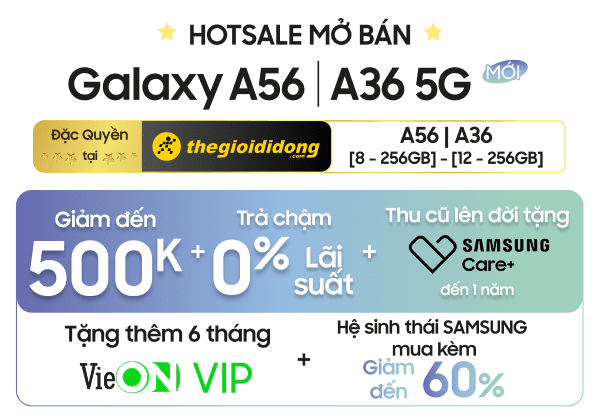 HOTSALE MỞ BÁN
Galaxy A56 | A36 5G MỚI
Đặc Quyền
tại
thegioididong
.com
A56 | A36
[8 - 256GB] - [12 - 256GB]
Giảm đến
500K
+
Trả chậm
0% Lãi suất
+
Thu cũ lên đời tặng
SAMSUNG
Care+
đến 1 năm
Tặng thêm 6 tháng
VieON VIP
+
Hệ sinh thái SAMSUNG
mua kèm
Giảm đến 60%